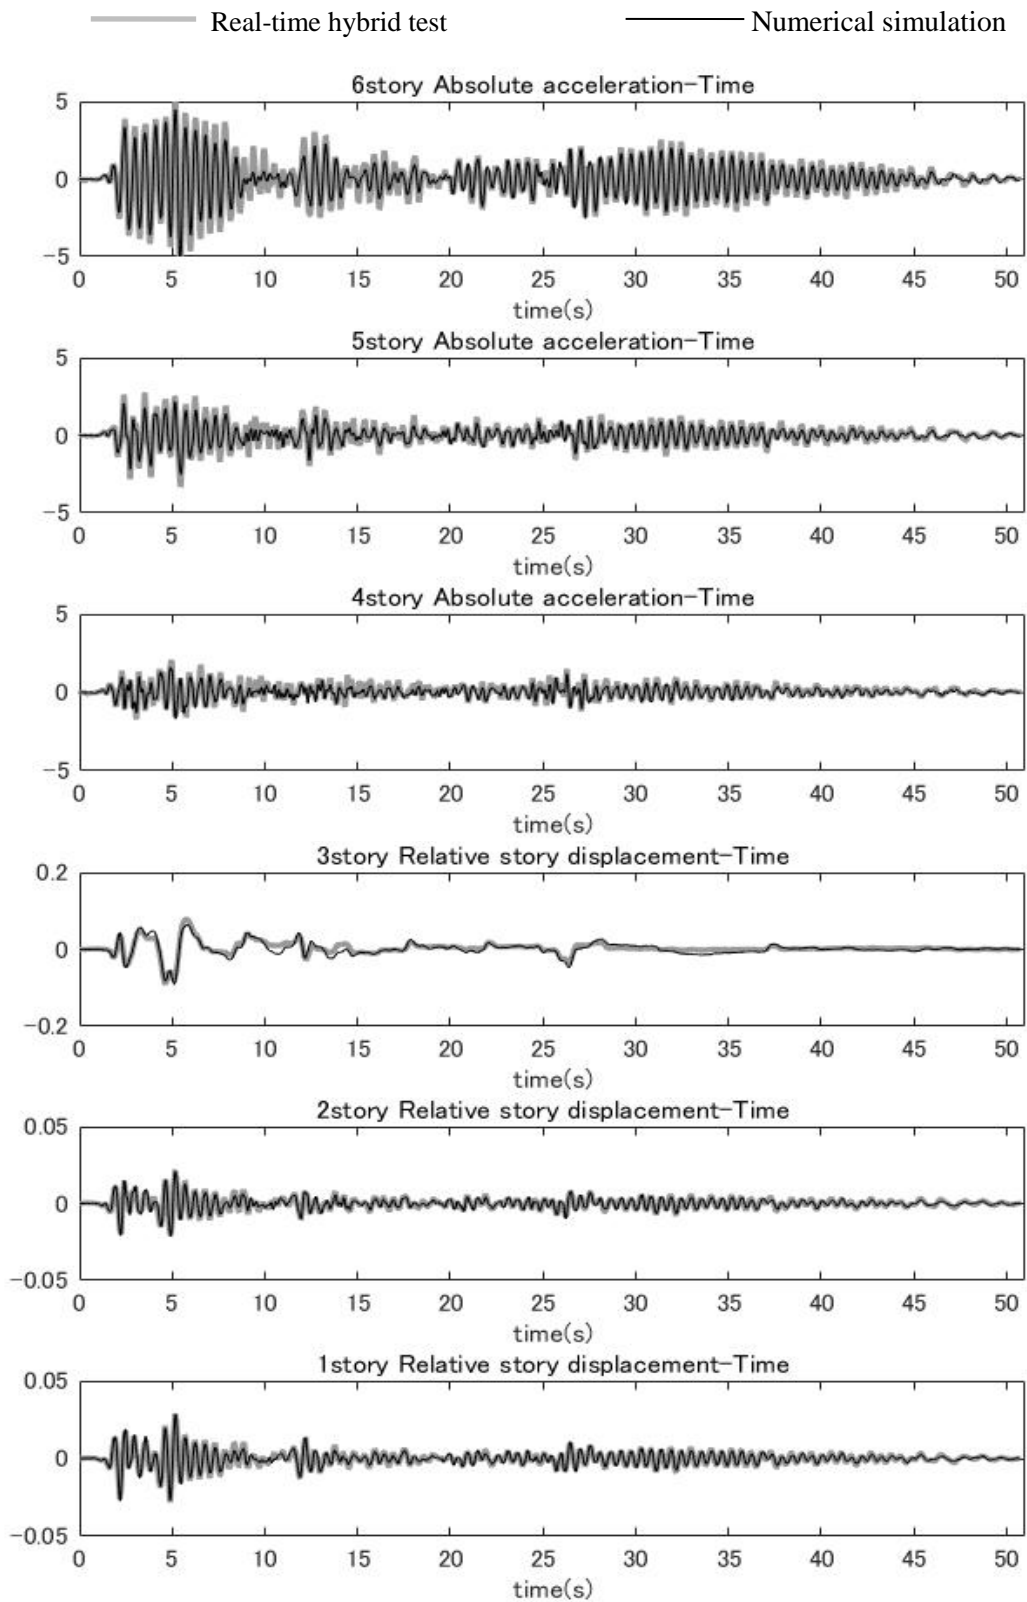 Real-time hybrid test Numerical simulation
6story Absolute acceleration-Time
5
0
-5
0 5 10 15 20 25 30 35 40 45 50
time(s)
5story Absolute acceleration-Time
5
0
-5
0 5 10 15 20 25 30 35 40 45 50
time(s)
4story Absolute acceleration-Time
5
0
-5
0 5 10 15 20 25 30 35 40 45 50
time(s)
3story Relative story displacement-Time
0.2
0
-0.2
0 5 10 15 20 25 30 35 40 45 50
time(s)
2story Relative story displacement-Time
0.05
0
-0.05
0 5 10 15 20 25 30 35 40 45 50
time(s)
1story Relative story displacement-Time
0.05
0
-0.05
0 5 10 15 20 25 30 35 40 45 50
time(s)